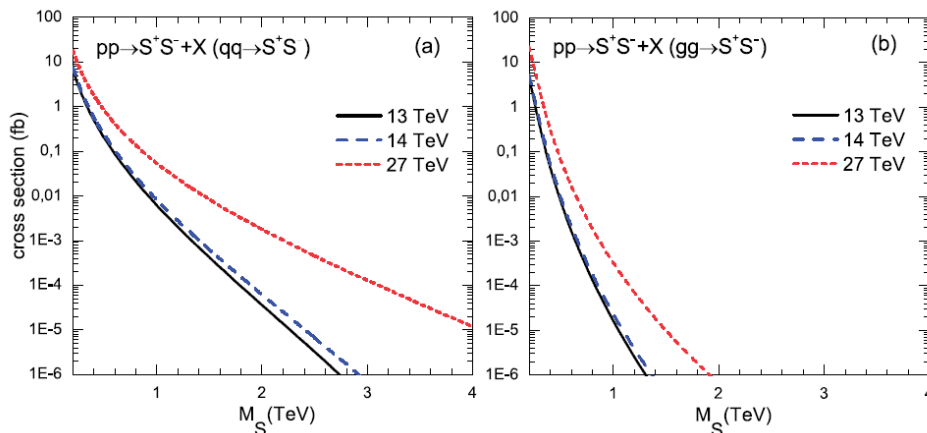 pp→S⁺S⁻+X (qq→S⁺S⁻) (a)
13 TeV
14 TeV
27 TeV
cross section (fb)
100
10
1
0,1
0,01
1E-3
1E-4
1E-5
1E-6
1 2 3 4
M_S(TeV)
pp→S⁺S⁻+X (gg→S⁺S⁻) (b)
13 TeV
14 TeV
27 TeV
100
10
1
0,1
0,01
1E-3
1E-4
1E-5
1E-6
1 2 3 4
M_S(TeV)